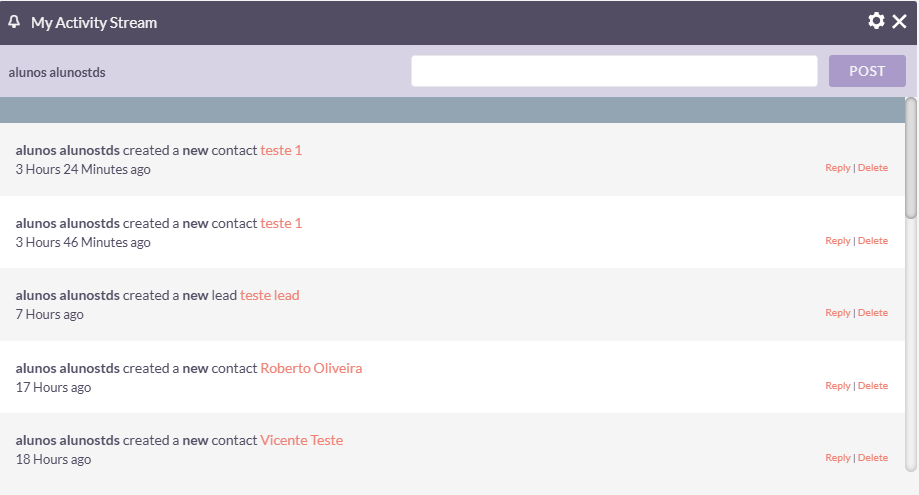 My Activity Stream
alunos alunostds
POST
alunos alunostds created a new contact teste 1
3 Hours 24 Minutes ago
Reply | Delete
alunos alunostds created a new contact teste 1
3 Hours 46 Minutes ago
Reply | Delete
alunos alunostds created a new lead teste lead
7 Hours ago
Reply | Delete
alunos alunostds created a new contact Roberto Oliveira
17 Hours ago
Reply | Delete
alunos alunostds created a new contact Vicente Teste
18 Hours ago
Reply | Delete